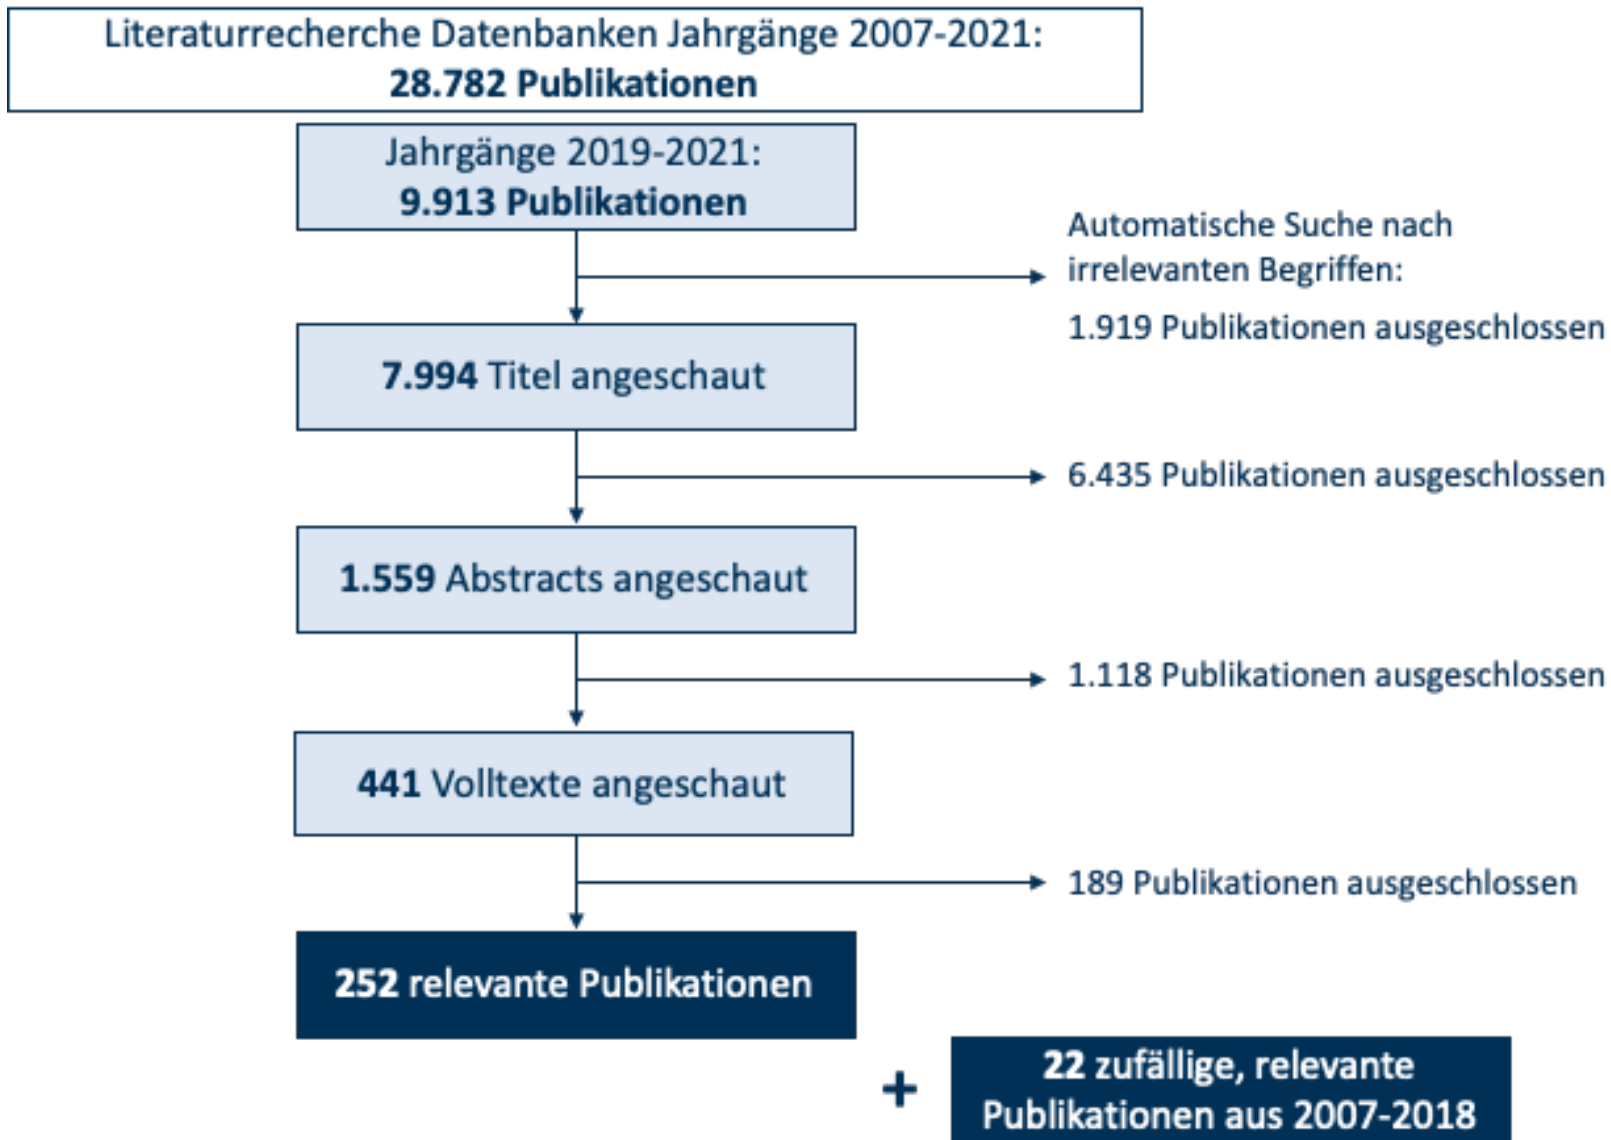 Literaturrecherche Datenbanken Jahrgänge 2007-2021:
28.782 Publikationen
Jahrgänge 2019-2021:
9.913 Publikationen
Automatische Suche nach
irrelevanten Begriffen:
1.919 Publikationen ausgeschlossen
7.994 Titel angeschaut
6.435 Publikationen ausgeschlossen
1.559 Abstracts angeschaut
1.118 Publikationen ausgeschlossen
441 Volltexte angeschaut
189 Publikationen ausgeschlossen
252 relevante Publikationen
+
22 zufällige, relevante
Publikationen aus 2007-2018